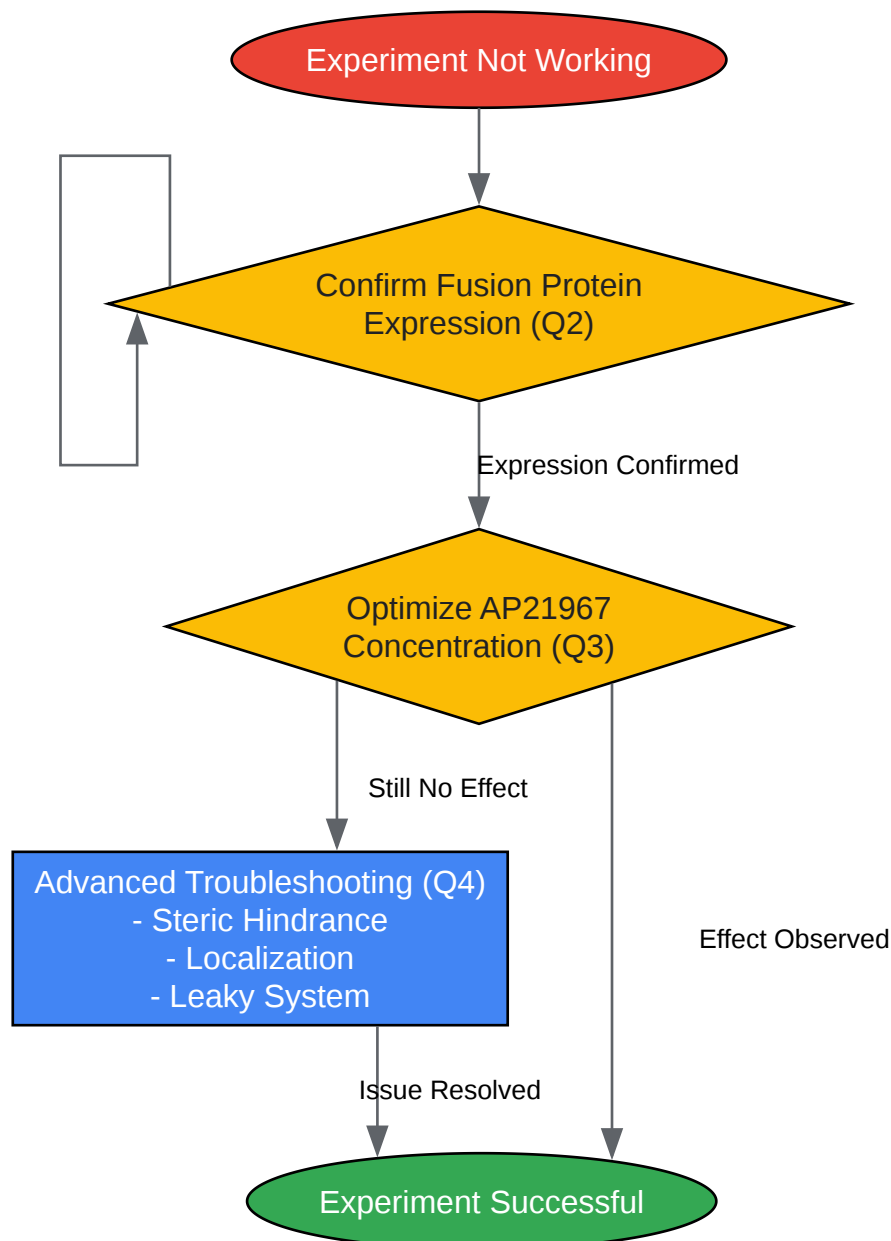 Experiment Not Working
Confirm Fusion Protein
Expression (Q2)
Expression Confirmed
Optimize AP21967
Concentration (Q3)
Still No Effect
Advanced Troubleshooting (Q4)
- Steric Hindrance
- Localization
- Leaky System
Effect Observed
Issue Resolved
Experiment Successful